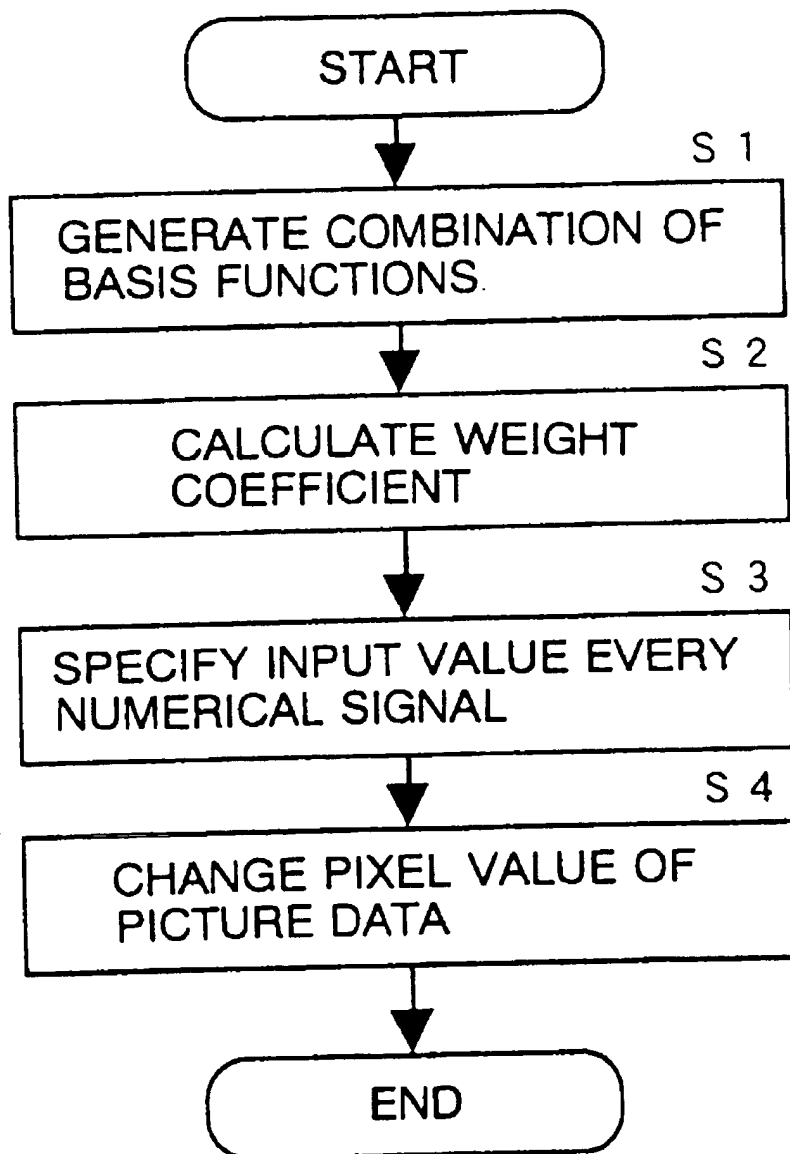 START
S 1
GENERATE COMBINATION OF
BASIS FUNCTIONS.
S 2
CALCULATE WEIGHT
COEFFICIENT
S 3
SPECIFY INPUT VALUE EVERY
NUMERICAL SIGNAL
S 4
CHANGE PIXEL VALUE OF
PICTURE DATA
END